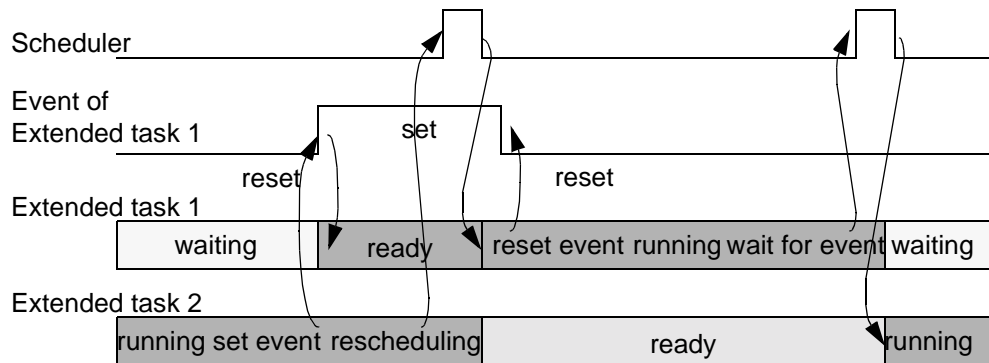 Scheduler
Event of
Extended task 1
set
reset
reset
Extended task 1
waiting
ready
reset event running wait for event
waiting
Extended task 2
running set event rescheduling
ready
running